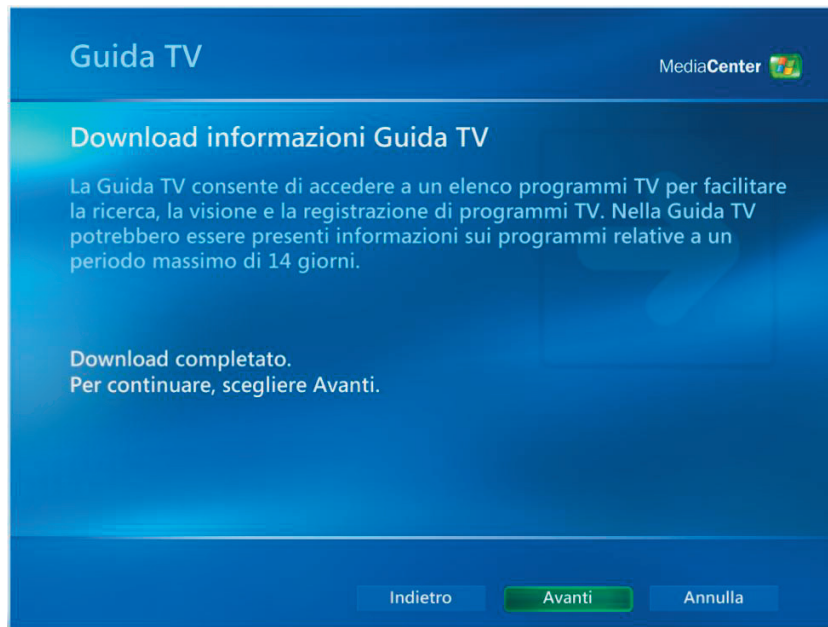 Guida TV
MediaCenter
Download informazioni Guida TV
La Guida TV consente di accedere a un elenco programmi TV per facilitare
la ricerca, la visione e la registrazione di programmi TV. Nella Guida TV
potrebbero essere presenti informazioni sui programmi relative a un
periodo massimo di 14 giorni.
Download completato.
Per continuare, scegliere Avanti.
Indietro Avanti Annulla